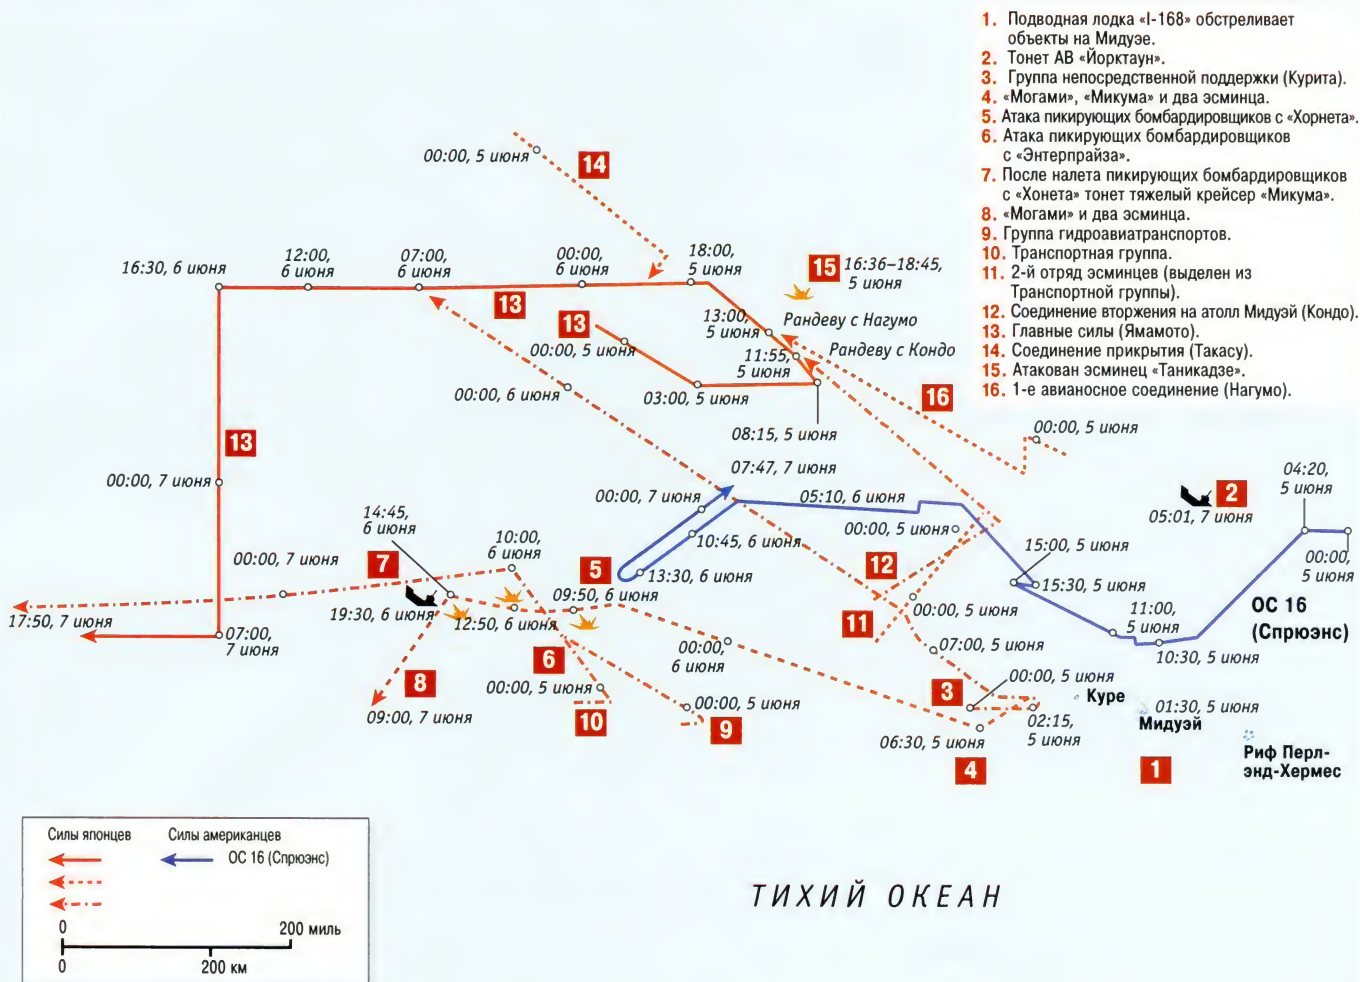 1. Подводная лодка «I-168» обстреливает
объекты на Мидуэе.
2. Тонет АВ «Йорктаун».
3. Группа непосредственной поддержки (Курита).
4. «Могами», «Микума» и два эсминца.
5. Атака пикирующих бомбардировщиков с «Хорнета».
6. Атака пикирующих бомбардировщиков
с «Энтерпрайза».
7. После налета пикирующих бомбардировщиков
с «Хонета» тонет тяжелый крейсер «Микума».
8. «Могами» и два эсминца.
9. Группа гидроавиатранспортов.
10. Транспортная группа.
11. 2-й отряд эсминцев (выделен из
Транспортной группы).
12. Соединение вторжения на атолл Мидуэй (Кондо).
13. Главные силы (Ямамото).
14. Соединение прикрытия (Такасу).
15. Атакован эсминец «Таникадзе».
16. 1-е авианосное соединение (Нагумо).
00:00, 5 июня
14
16:30, 6 июня
12:00,
6 июня
07:00,
6 июня
00:00,
6 июня
18:00,
5 июня
15
16:36–18:45,
5 июня
13
13
00:00, 5 июня
13:00,
5 июня
Рандеву с Нагумо
11:55,
5 июня
Рандеву с Кондо
00:00, 6 июня
03:00, 5 июня
16
08:15, 5 июня
00:00, 5 июня
13
00:00, 7 июня
07:47, 7 июня
04:20,
5 июня
2
05:01, 7 июня
00:00, 7 июня
05:10, 6 июня
14:45,
6 июня
00:00, 5 июня
10:00,
6 июня
10:45, 6 июня
00:00, 7 июня
7
5
13:30, 6 июня
12
15:00, 5 июня
15:30, 5 июня
00:00,
5 июня
09:50, 6 июня
00:00, 5 июня
ОС 16
(Спрюэнс)
17:50, 7 июня
19:30, 6 июня
12:50, 6 июня
11
11:00,
5 июня
07:00,
7 июня
00:00,
6 июня
07:00, 5 июня
10:30, 5 июня
6
8
00:00, 5 июня
3
00:00, 5 июня
Куре
09:00, 7 июня
10
00:00, 5 июня
9
02:15,
5 июня
01:30, 5 июня
Мидуэй
06:30, 5 июня
4
1
Риф Перл-
энд-Хермес
Силы японцев
Силы американцев
ОС 16 (Спрюэнс)
0
200 миль
0
200 км
ТИХИЙ ОКЕАН